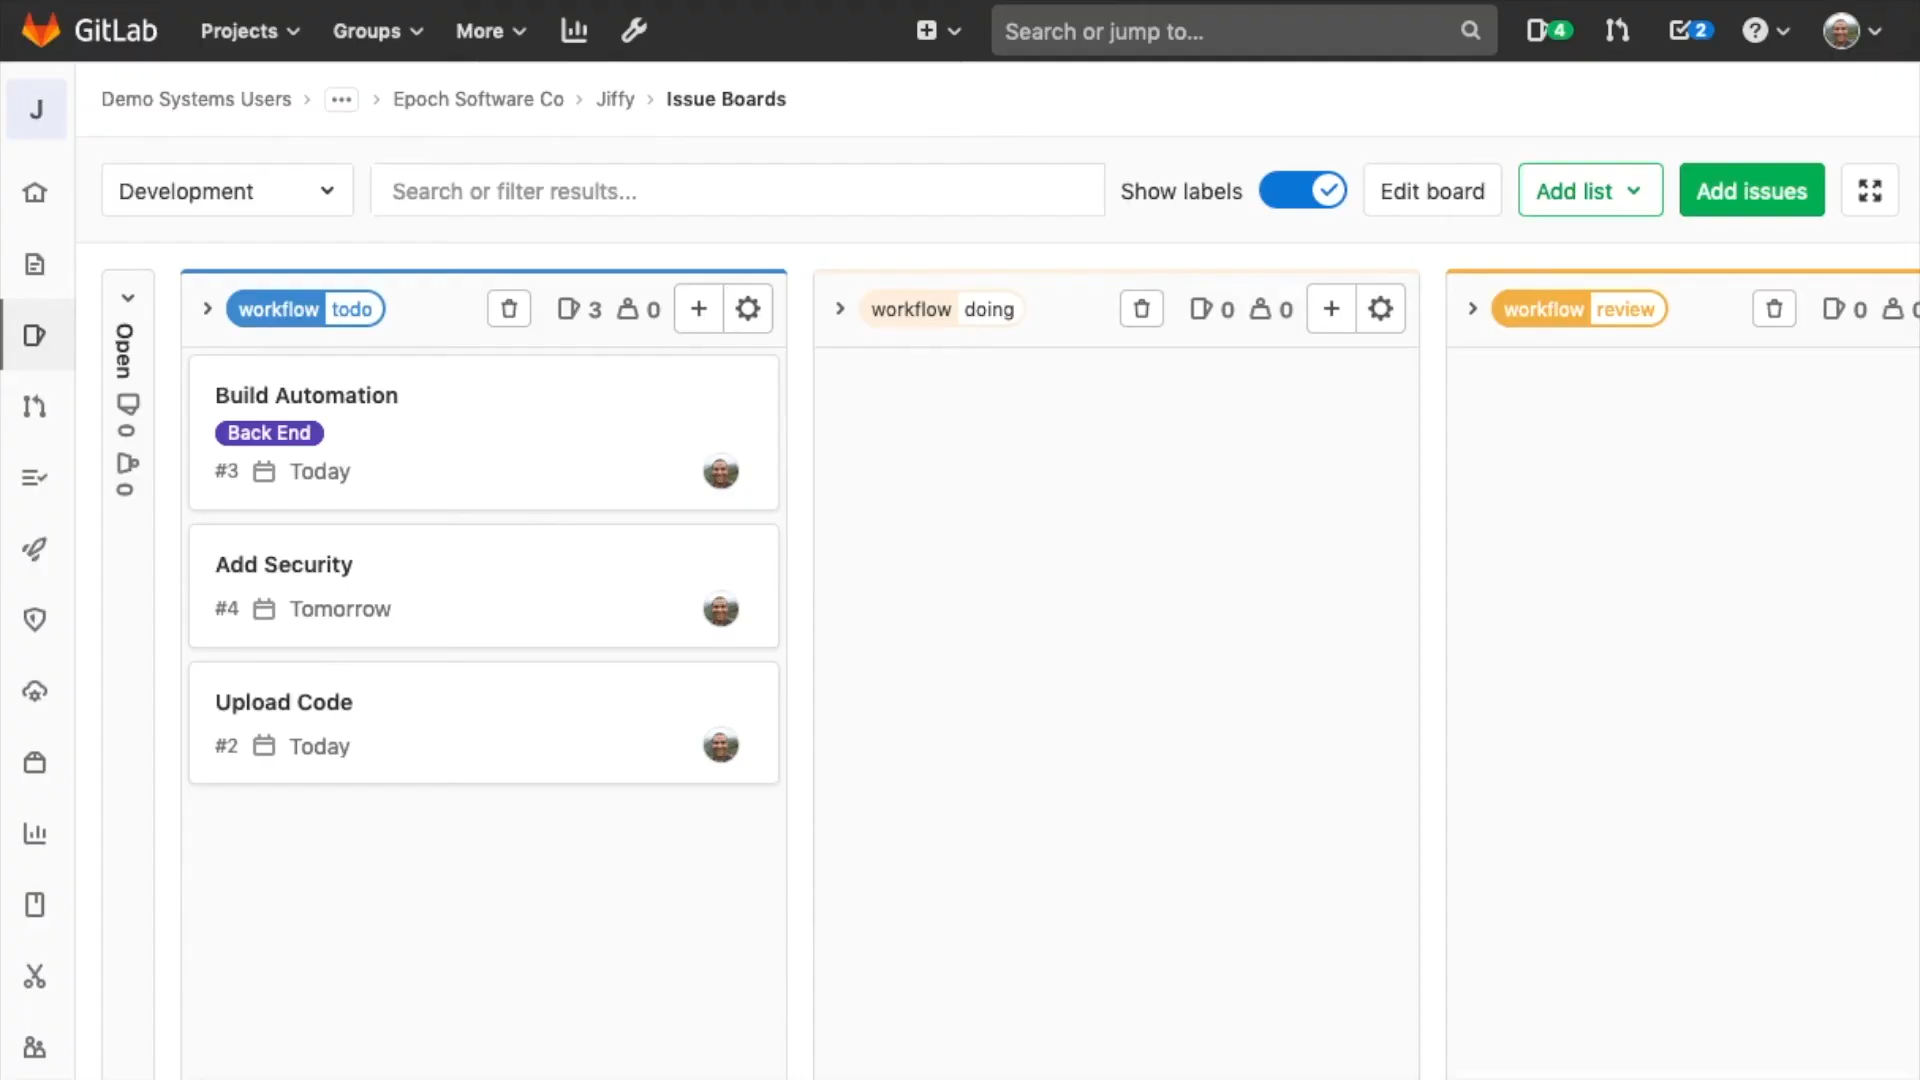 GitLab Projects Groups More Search or jump to... 4 2
J Demo Systems Users ... Epoch Software Co Jiffy Issue Boards
Development Search or filter results... Show labels Edit board Add list Add issues
Open 0 0
workflow todo 3 0
Build Automation
Back End
#3 Today
Add Security
#4 Tomorrow
Upload Code
#2 Today
workflow doing 0 0
workflow review 0 0